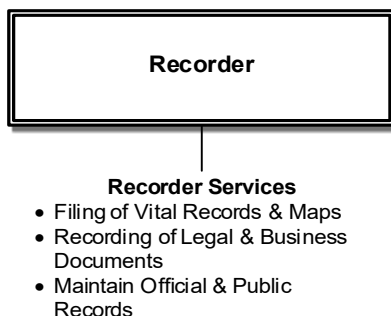 Recorder
Recorder Services
• Filing of Vital Records & Maps
• Recording of Legal & Business
Documents
• Maintain Official & Public
Records